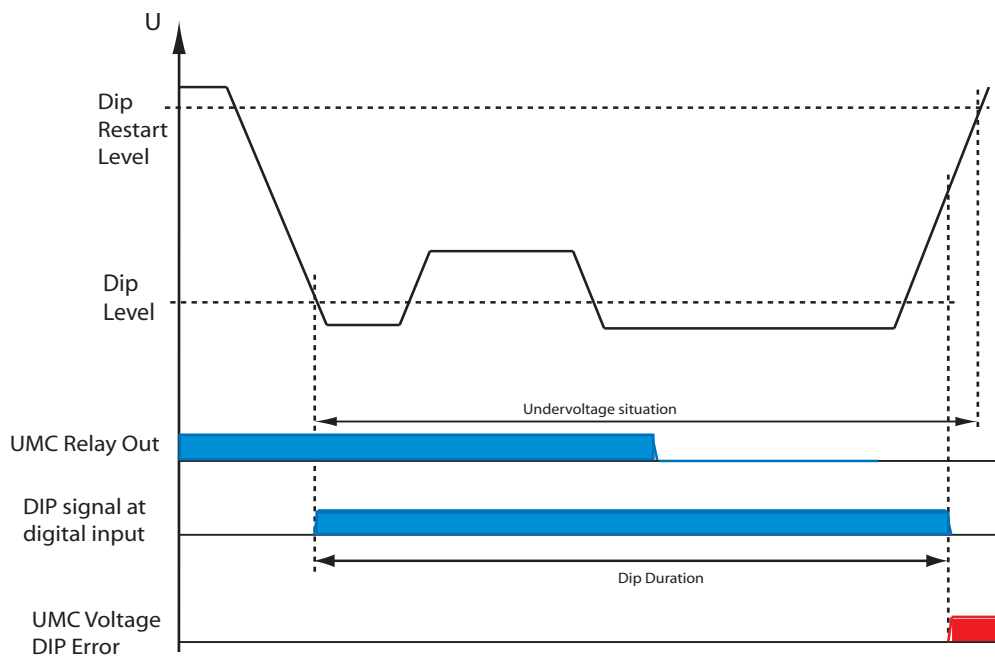 U
Dip
Restart
Level
Dip
Level
Undervoltage situation
UMC Relay Out
DIP signal at
digital input
Dip Duration
UMC Voltage
DIP Error